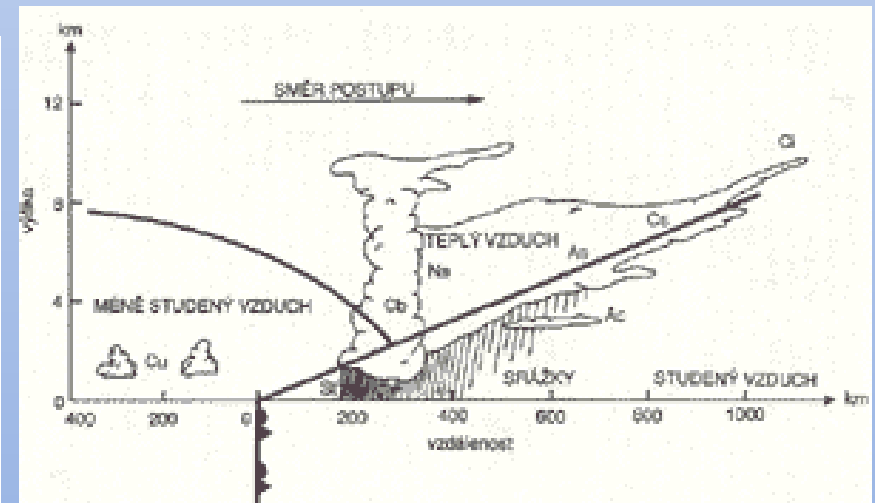 km
SMĚR POSTUPU
12
Ci
výška
8
Cs
TEPLÝ VZDUCH
As
Ns
4
MÉNĚ STUDENÝ VZDUCH
Cb
Ac
Cu
St
SRÁŽKY
STUDENÝ VZDUCH
0
km
400
200
0
200
400
600
800
1000
vzdálenost